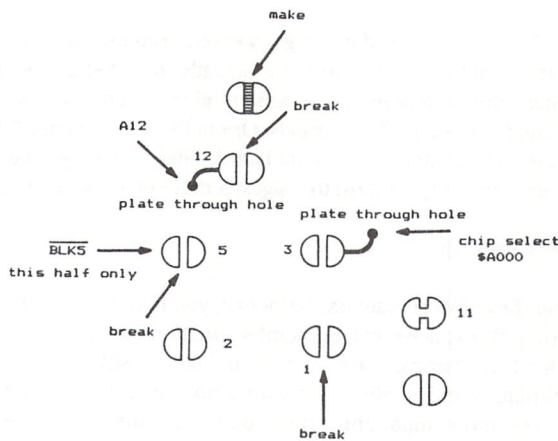 make
break
A12
12
plate through hole
plate through hole
BLK5
5
3
chip select
$A000
this half only
11
break
2
1
break